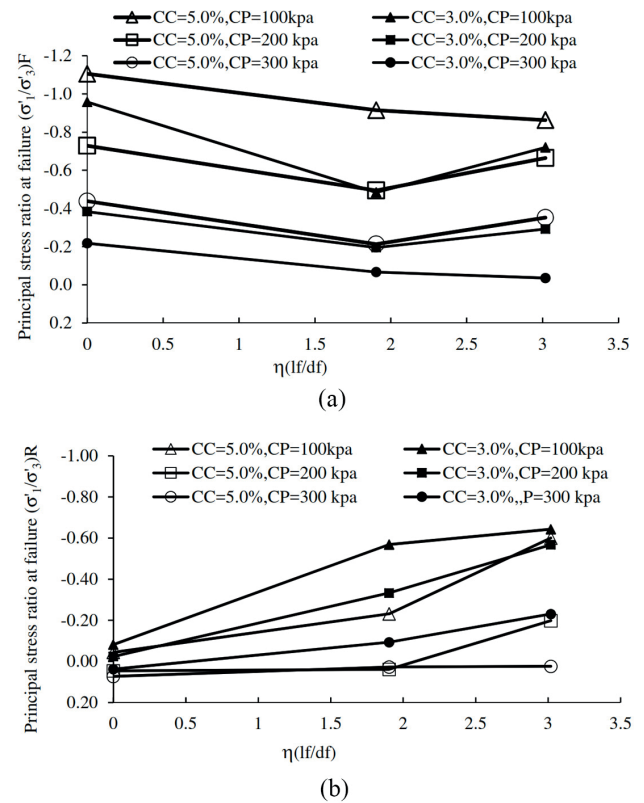 (a)
CC=5.0%,CP=100kpa CC=3.0%,CP=100kpa
CC=5.0%,CP=200 kpa CC=3.0%,CP=200 kpa
CC=5.0%,CP=300 kpa CC=3.0%,CP=300 kpa
Principal stress ratio at failure (σ'1/σ'3)F
-1.2
-1.0
-0.8
-0.6
-0.4
-0.2
0.0
0.2
0 0.5 1 1.5 2 2.5 3 3.5
η(lf/df)
(a)
CC=5.0%,CP=100kpa CC=3.0%,CP=100kpa
CC=5.0%,CP=200 kpa CC=3.0%,CP=200 kpa
CC=5.0%,CP=300 kpa CC=3.0%,,P=300 kpa
Principal stress ratio at failure (σ'1/σ'3)R
-1.00
-0.80
-0.60
-0.40
-0.20
0.00
0.20
0 0.5 1 1.5 2 2.5 3 3.5
η(lf/df)
(b)